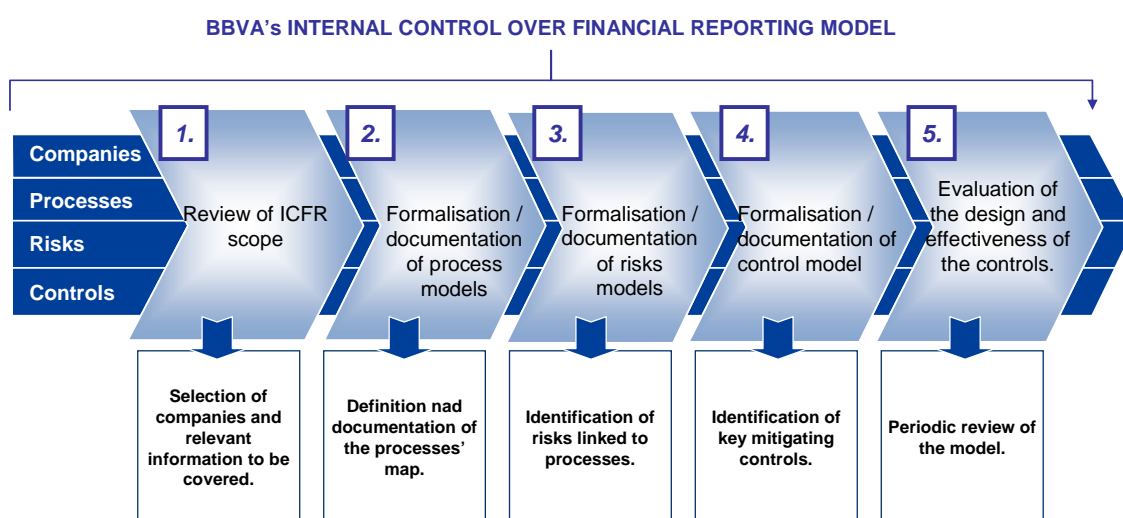 BBVA's INTERNAL CONTROL OVER FINANCIAL REPORTING MODEL
Companies
Processes
Risks
Controls
1.
Review of ICFR
scope
2.
Formalisation /
documentation
of process
models
3.
Formalisation /
documentation
of risks
models
4.
Formalisation /
documentation of
control model
5.
Evaluation of
the design and
effectiveness of
the controls.
Selection of
companies and
relevant
information to be
covered.
Definition nad
documentation of
the processes'
map.
Identification of
risks linked to
processes.
Identification of
key mitigating
controls.
Periodic review of
the model.